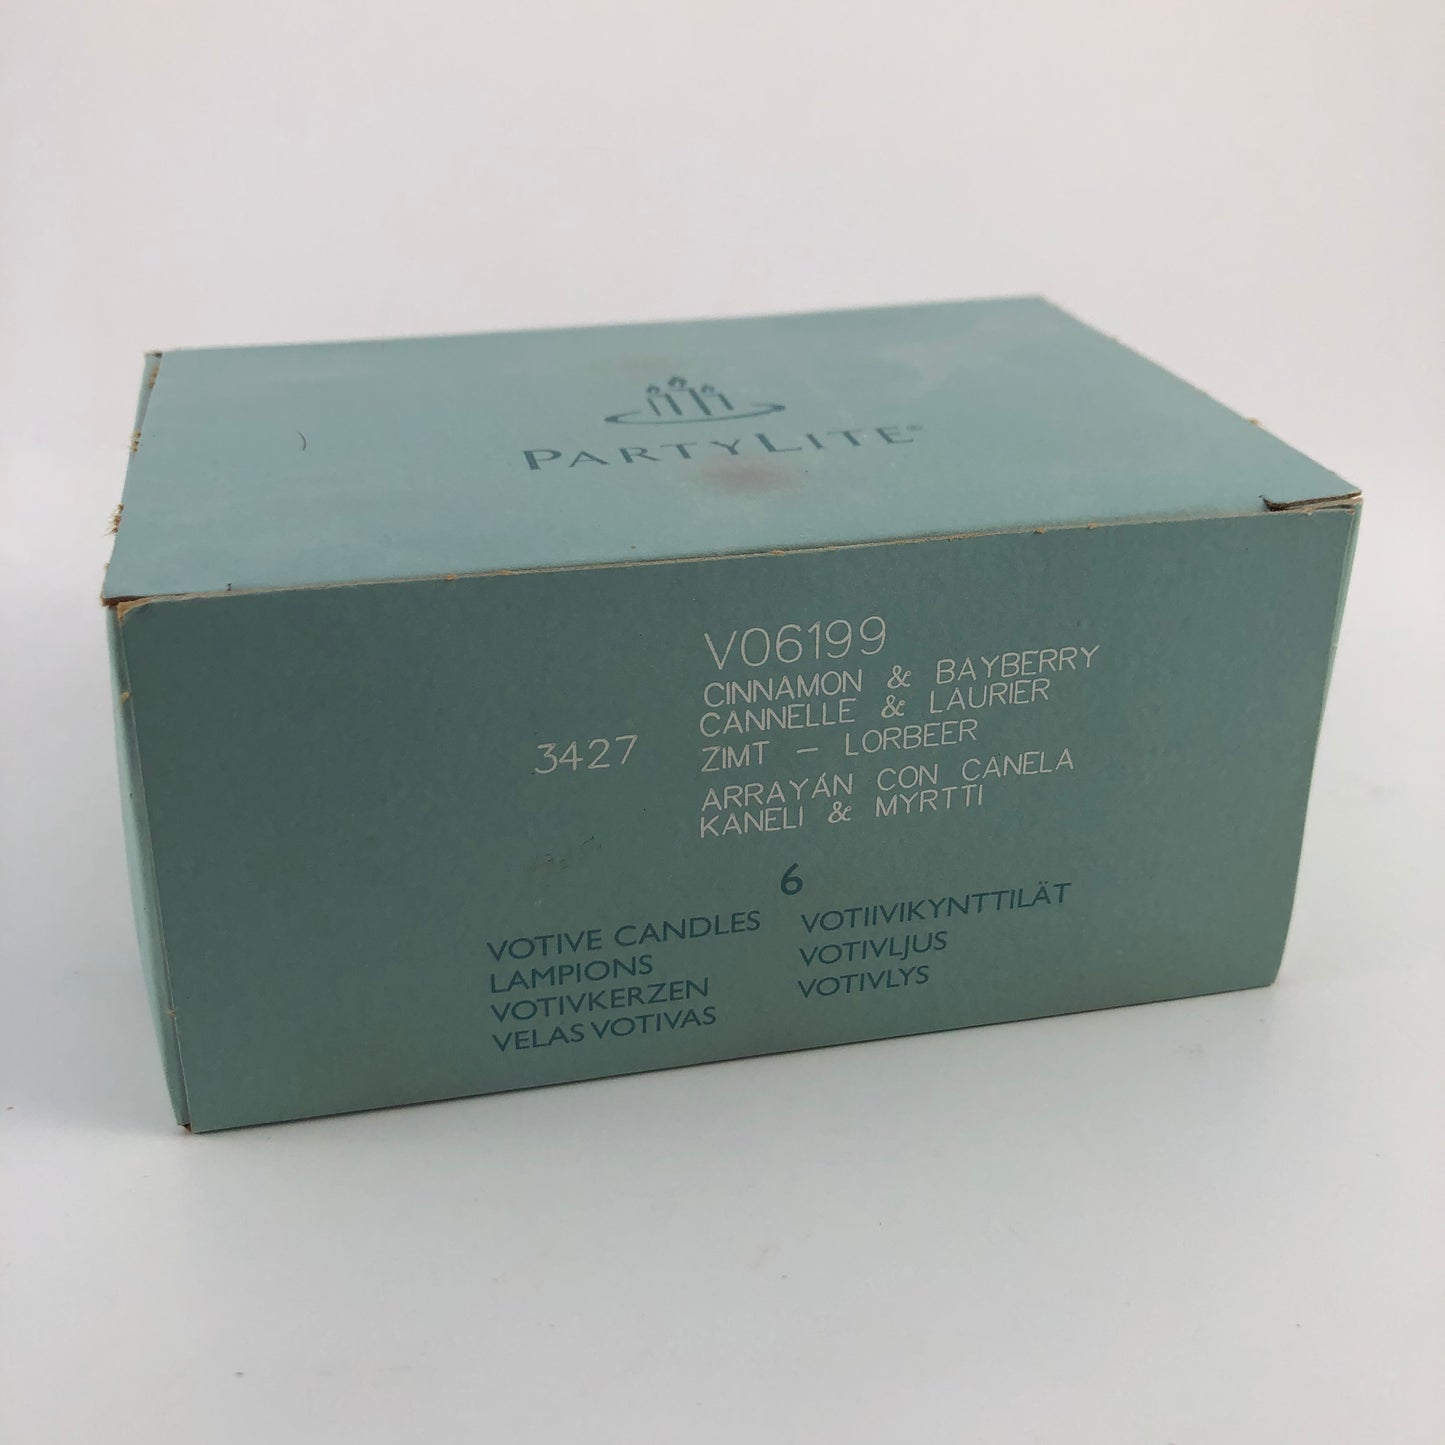 PARTYLITE®
V06199
CINNAMON & BAYBERRY
CANNELLE & LAURIER
3427
ZIMT – LORBEER
ARRAYÁN CON CANELA
KANELI & MYRTTI
6
VOTIVE CANDLES
LAMPIONS
VOTIVKERZEN
VELAS VOTIVAS
VOTIIVIKYNTTILÄT
VOTIVLJUS
VOTIVLYS